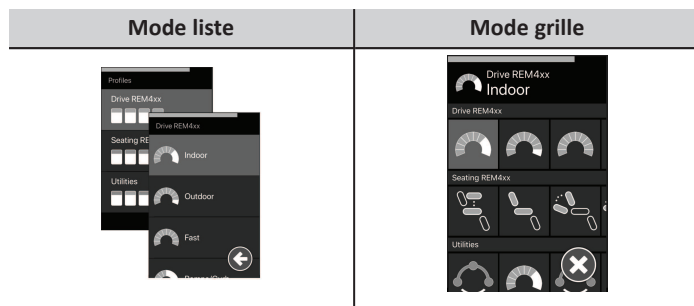 Mode liste
Mode grille
Profiles
Drive REM4xx
Seating RE
Utilities
Drive REM4xx
Indoor
Outdoor
Fast
Drive REM4xx
Indoor
Drive REM4xx
Seating REM4xx
Utilities